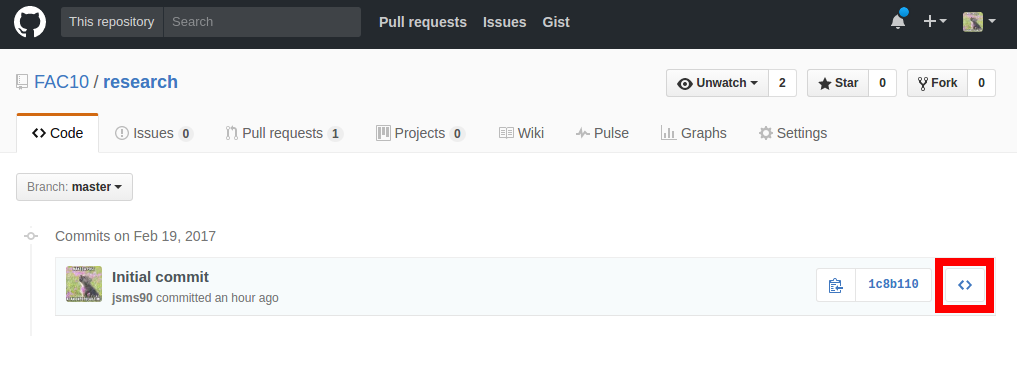 This repository Search Pull requests Issues Gist
FAC10 / research Unwatch 2 Star 0 Fork 0
Code Issues 0 Pull requests 1 Projects 0 Wiki Pulse Graphs Settings
Branch: master
Commits on Feb 19, 2017
Initial commit
jsms90 committed an hour ago
1c8b110